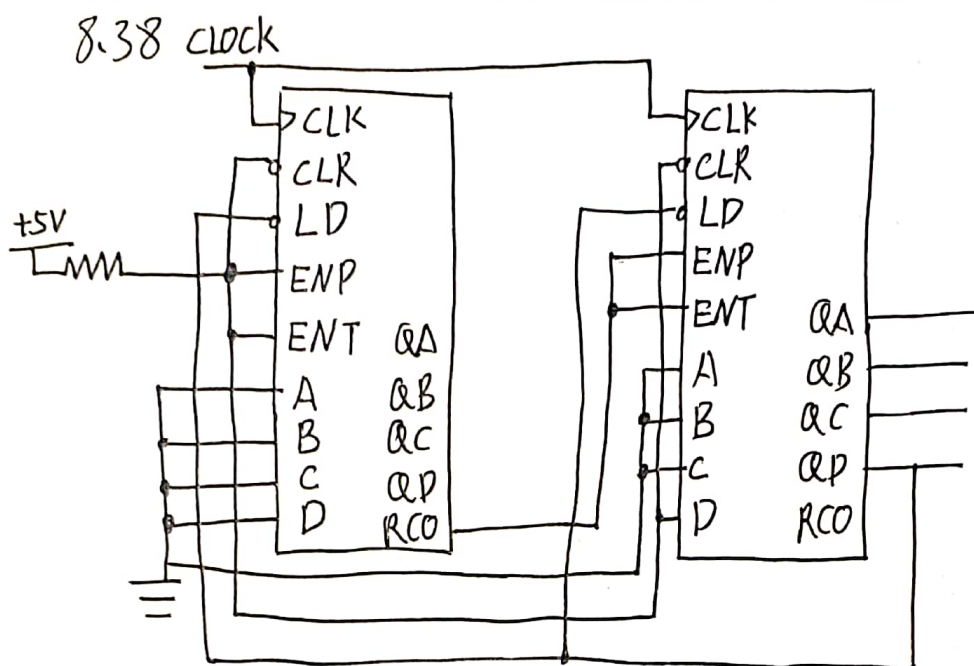 8.38 CLOCK
CLK
CLR
LD
+5V
ENP
ENT
QA
A
QB
B
QC
C
QD
D
RCO
CLK
CLR
LD
ENP
ENT
QA
A
QB
B
QC
C
QD
D
RCO